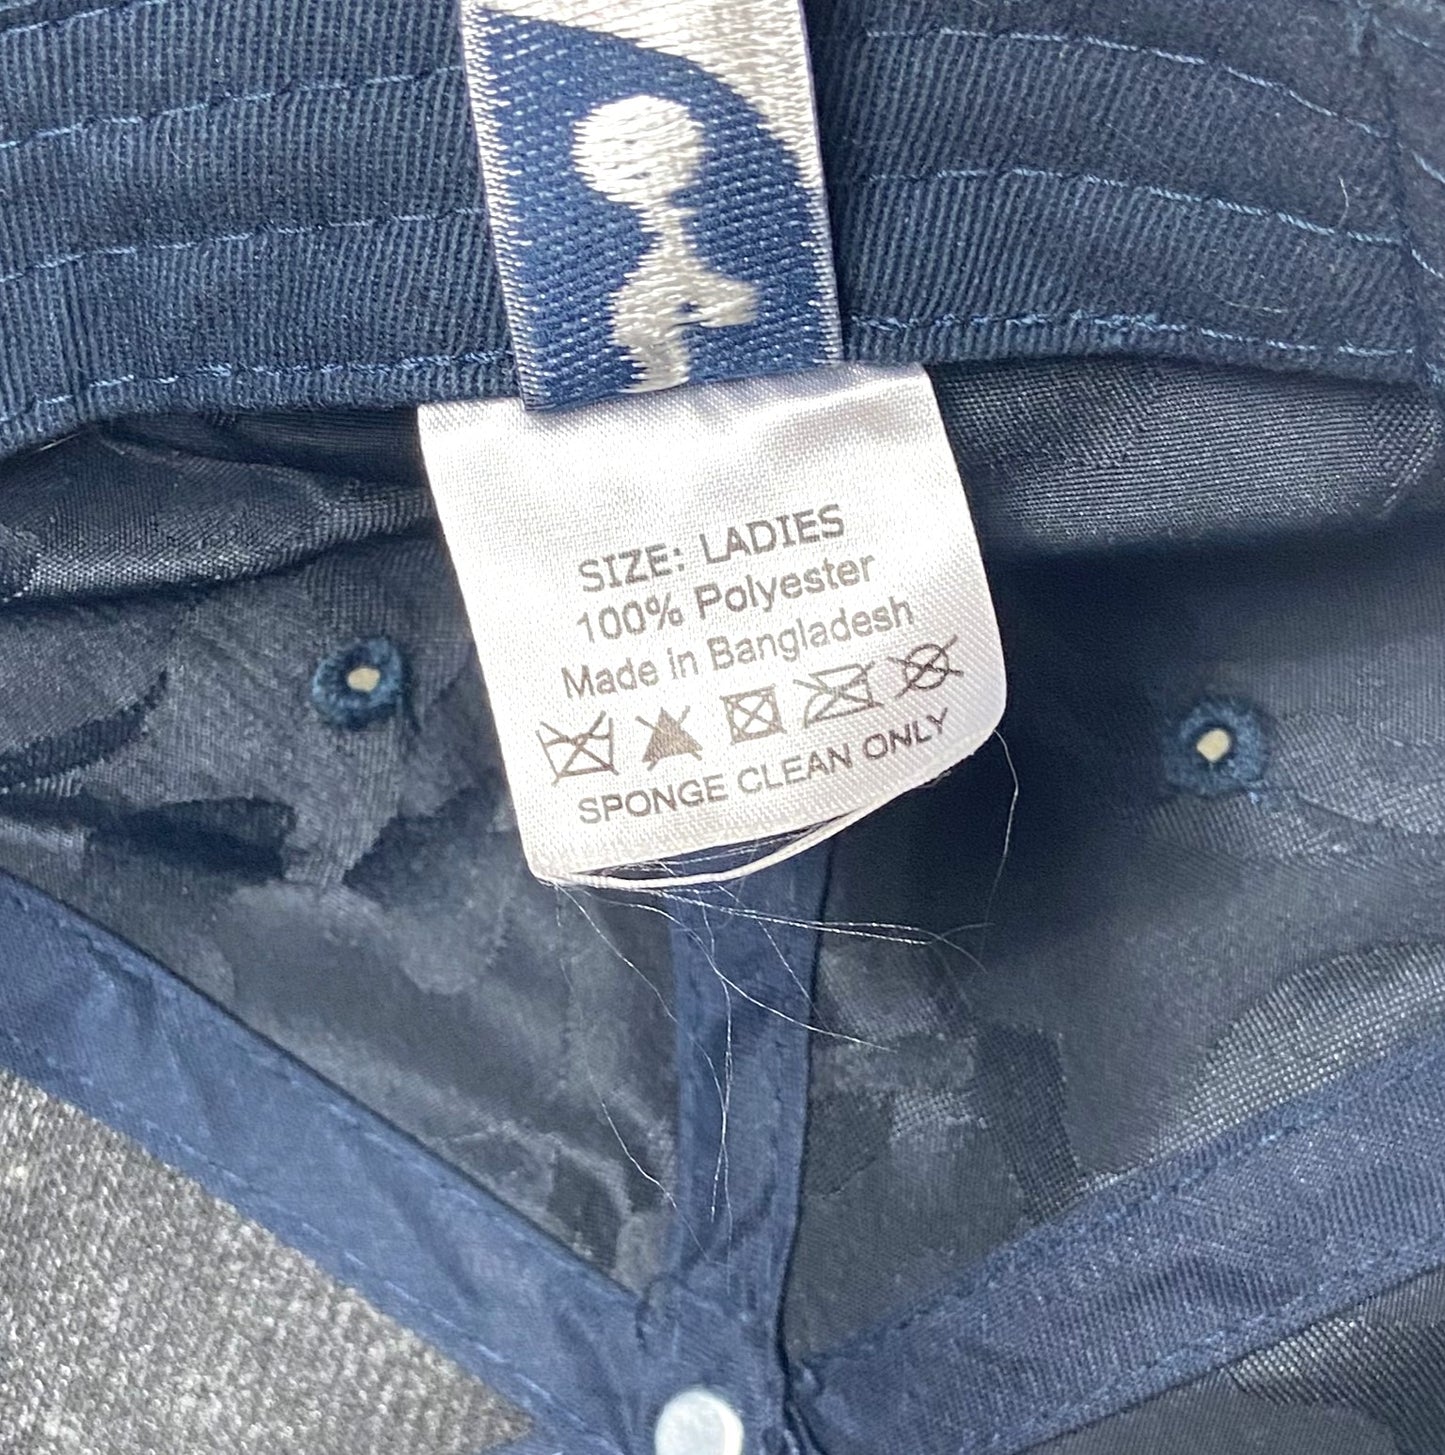 SIZE: LADIES
100% Polyester
Made in Bangladesh
SPONGE CLEAN ONLY